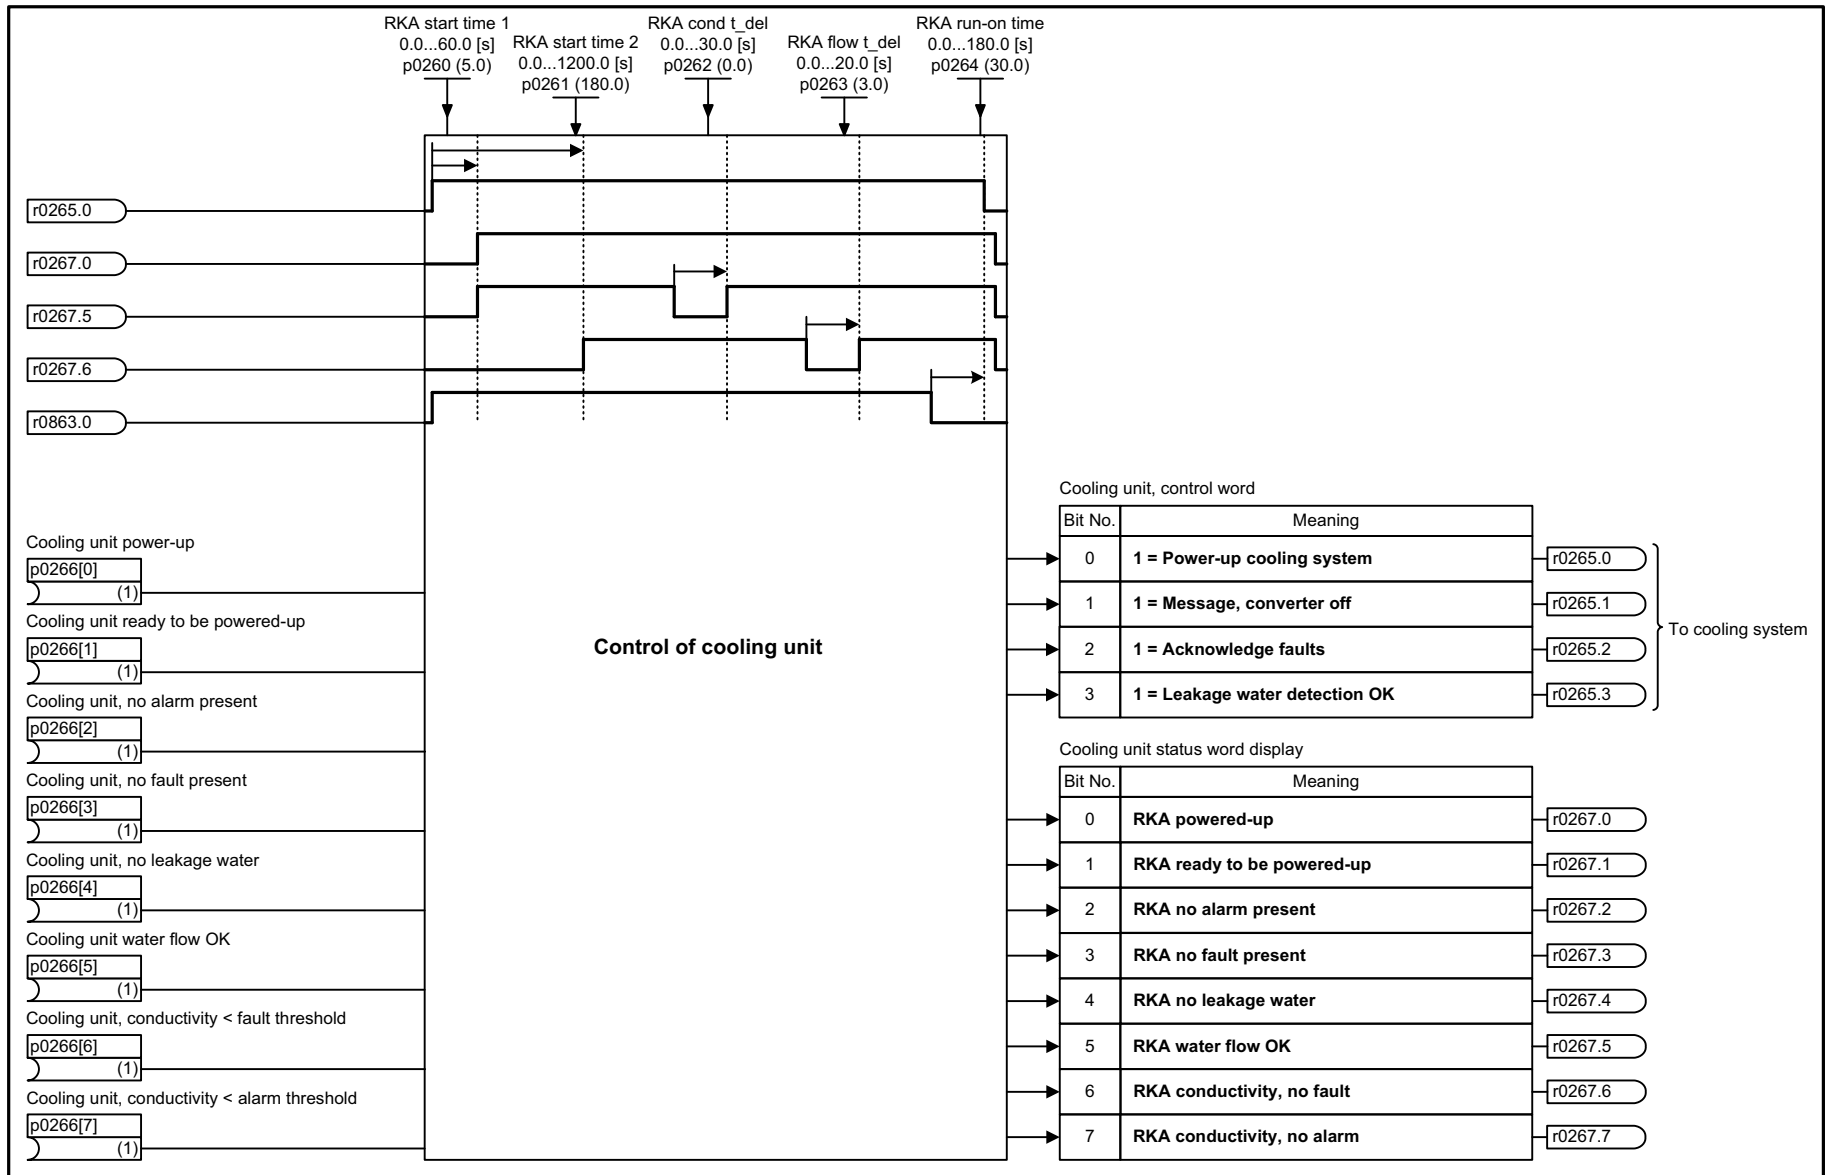 RKA start time 1
0.0...60.0 [s]
p0260 (5.0)
RKA start time 2
0.0...1200.0 [s]
p0261 (180.0)
RKA cond t_del
0.0...30.0 [s]
p0262 (0.0)
RKA flow t_del
0.0...20.0 [s]
p0263 (3.0)
RKA run-on time
0.0...180.0 [s]
p0264 (30.0)
r0265.0
r0267.0
r0267.5
r0267.6
r0863.0
Cooling unit power-up
p0266[0]
(1)
Cooling unit ready to be powered-up
p0266[1]
(1)
Cooling unit, no alarm present
p0266[2]
(1)
Cooling unit, no fault present
p0266[3]
(1)
Cooling unit, no leakage water
p0266[4]
(1)
Cooling unit water flow OK
p0266[5]
(1)
Cooling unit, conductivity < fault threshold
p0266[6]
(1)
Cooling unit, conductivity < alarm threshold
p0266[7]
(1)
Control of cooling unit
Cooling unit, control word
Bit No. Meaning
0 1 = Power-up cooling system r0265.0
1 1 = Message, converter off r0265.1
2 1 = Acknowledge faults r0265.2
3 1 = Leakage water detection OK r0265.3
To cooling system
Cooling unit status word display
Bit No. Meaning
0 RKA powered-up r0267.0
1 RKA ready to be powered-up r0267.1
2 RKA no alarm present r0267.2
3 RKA no fault present r0267.3
4 RKA no leakage water r0267.4
5 RKA water flow OK r0267.5
6 RKA conductivity, no fault r0267.6
7 RKA conductivity, no alarm r0267.7